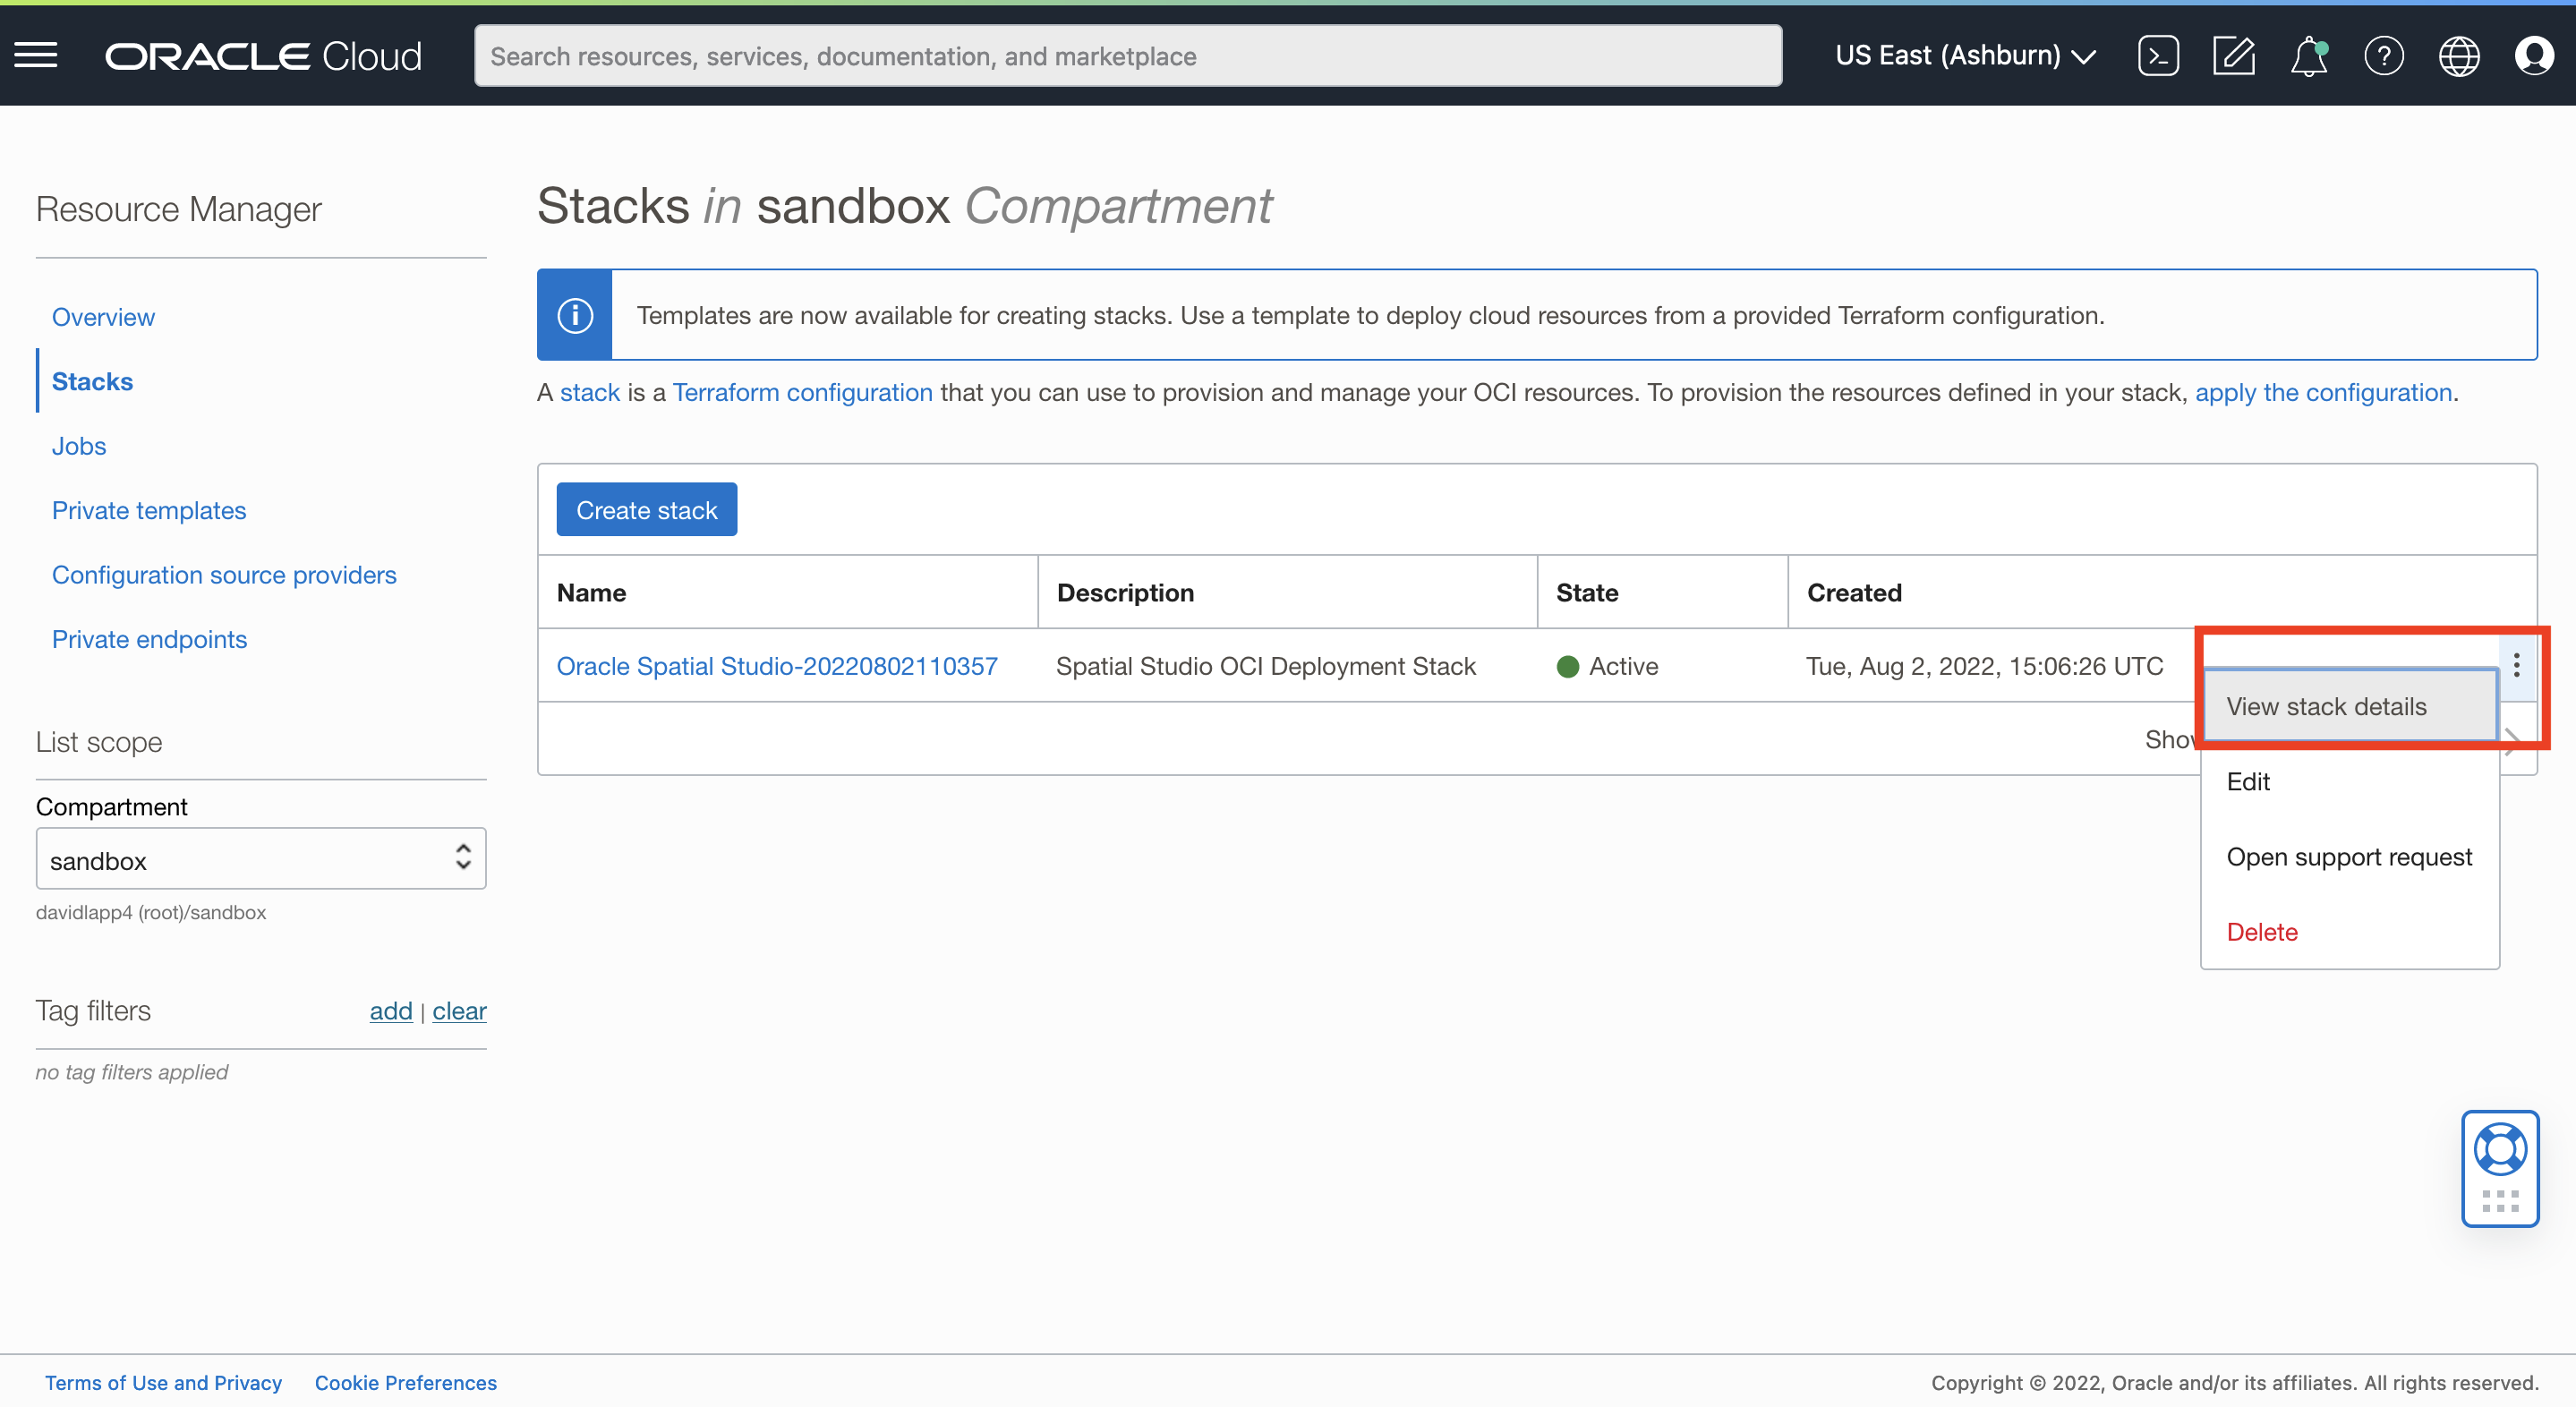 ORACLE Cloud
Search resources, services, documentation, and marketplace
US East (Ashburn)
Resource Manager
Overview
Stacks
Jobs
Private templates
Configuration source providers
Private endpoints
List scope
Compartment
sandbox
davidlapp4 (root)/sandbox
Tag filters
add | clear
no tag filters applied
Stacks in sandbox Compartment
Templates are now available for creating stacks. Use a template to deploy cloud resources from a provided Terraform configuration.
A stack is a Terraform configuration that you can use to provision and manage your OCI resources. To provision the resources defined in your stack, apply the configuration.
Create stack
Name Description State Created
Oracle Spatial Studio-20220802110357 Spatial Studio OCI Deployment Stack Active Tue, Aug 2, 2022, 15:06:26 UTC
View stack details
Edit
Open support request
Delete
Terms of Use and Privacy Cookie Preferences
Copyright © 2022, Oracle and/or its affiliates. All rights reserved.